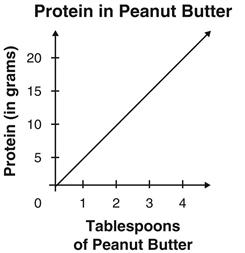 Protein in Peanut Butter
Protein (in grams)
20
15
10
5
0
1 2 3 4
Tablespoons
of Peanut Butter